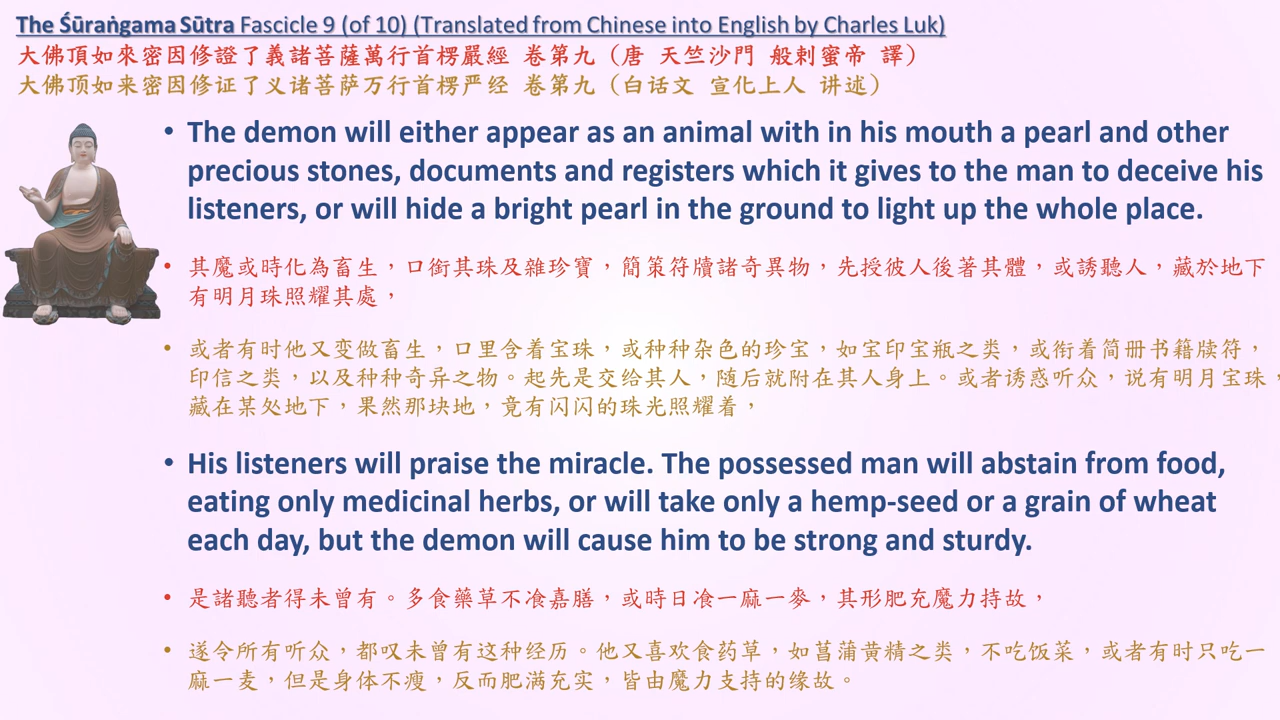 The Śūraṅgama Sūtra Fascicle 9 (of 10) (Translated from Chinese into English by Charles Luk)
大佛頂如來密因修證了義諸菩薩萬行首楞嚴經 卷第九（唐 天竺沙門 般剌蜜帝 譯）
大佛顶如来密因修证了义诸菩萨万行首楞严经 卷第九（白话文 宣化上人 讲述）
• The demon will either appear as an animal with in his mouth a pearl and other
precious stones, documents and registers which it gives to the man to deceive his
listeners, or will hide a bright pearl in the ground to light up the whole place.
• 其魔或時化為畜生，口銜其珠及雜珍寶，簡策符牘諸奇異物，先授彼人後著其體，或誘聽人，藏於地下
有明月珠照耀其處，
• 或者有时他又变做畜生，口里含着宝珠，或种种杂色的珍宝，如宝印宝瓶之类，或衔着简册书籍牍符，
印信之类，以及种种奇异之物。起先是交给其人，随后就附在其人身上。或者诱惑听众，说有明月宝珠，
藏在某处地下，果然那块地，竟有闪闪的珠光照耀着，
• His listeners will praise the miracle. The possessed man will abstain from food,
eating only medicinal herbs, or will take only a hemp-seed or a grain of wheat
each day, but the demon will cause him to be strong and sturdy.
• 是諸聽者得未曾有。多食藥草不飡嘉膳，或時日飡一麻一麥，其形肥充魔力持故，
• 遂令所有听众，都叹未曾有这种经历。他又喜欢食药草，如菖蒲黄精之类，不吃饭菜，或者有时只吃一
麻一麦，但是身体不瘦，反而肥满充实，皆由魔力支持的缘故。